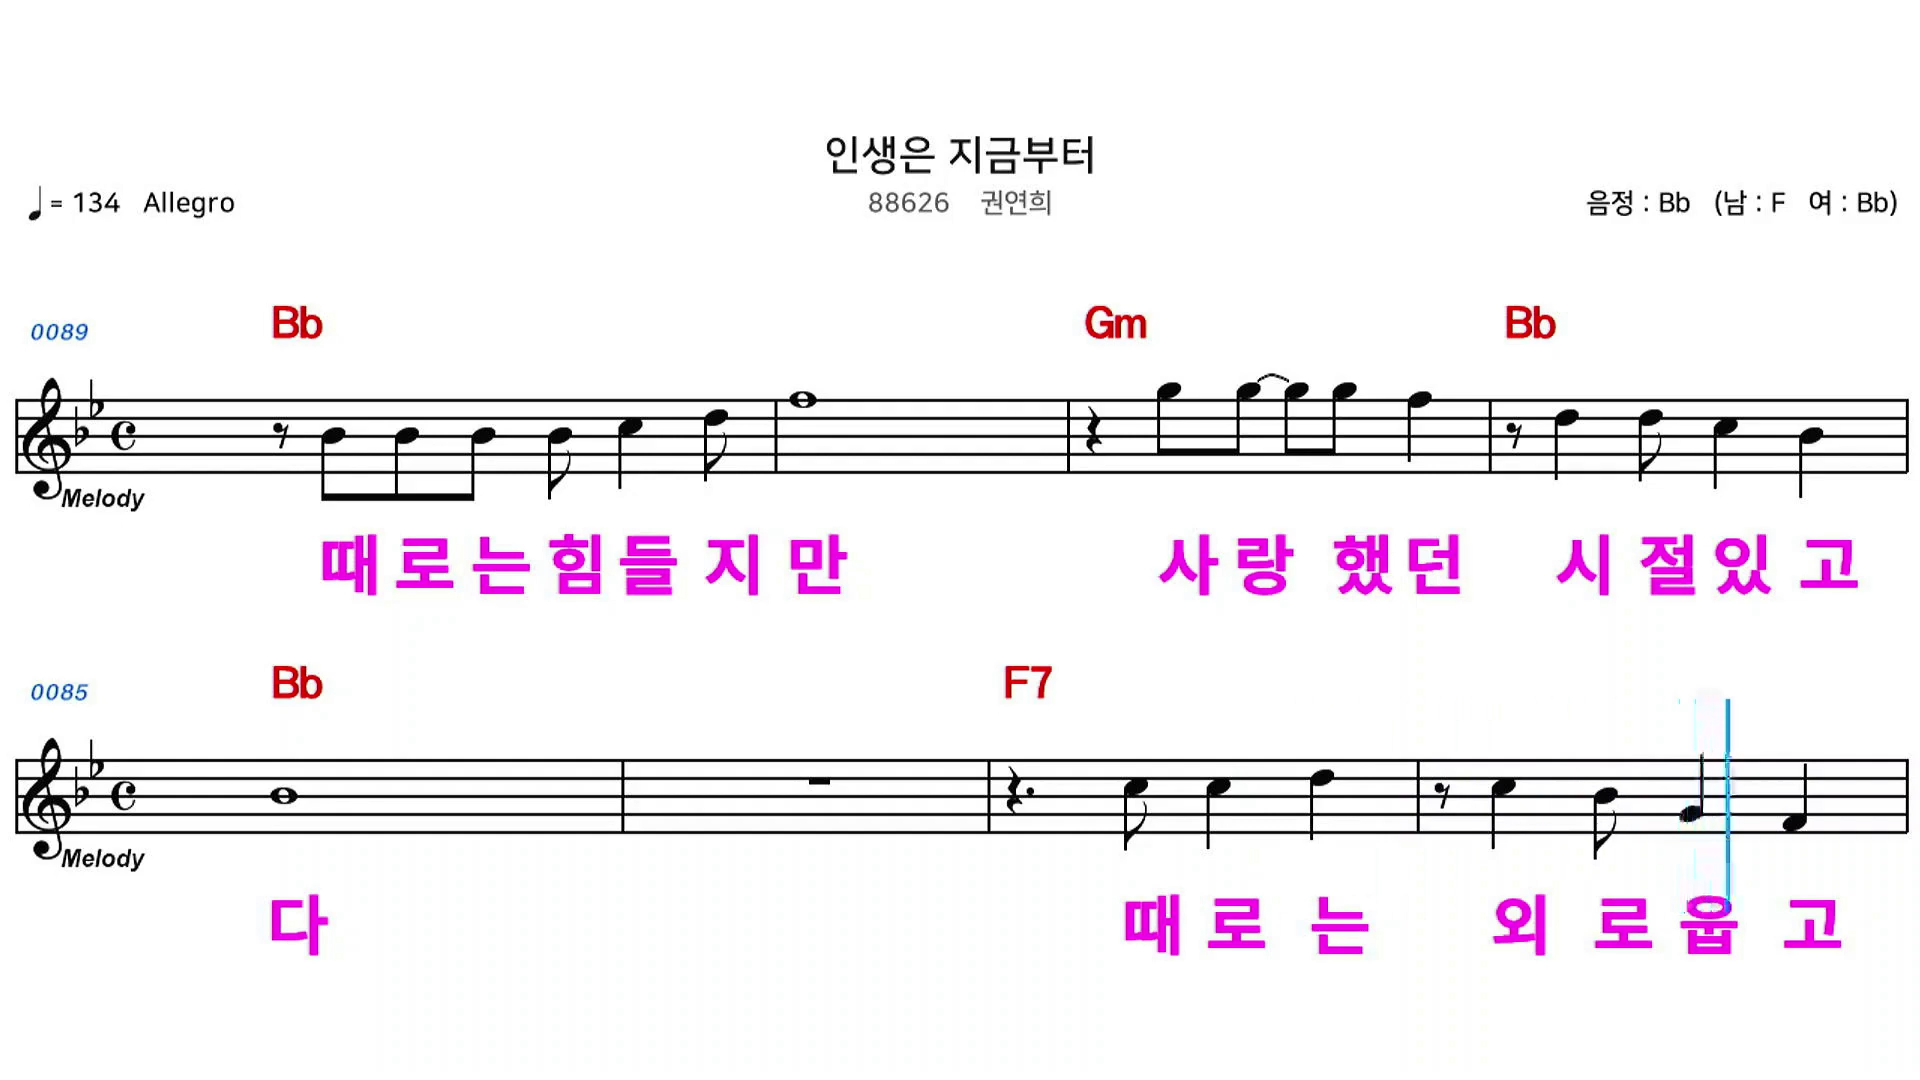 인생은 지금부터
♩= 134 Allegro 88626 권연희 음정 : Bb (남 : F 여 : Bb)
0089 Bb Gm Bb
Melody
때로는힘들지만 사랑했던 시절있고
0085 Bb F7
Melody
다 때로는 외로웁고